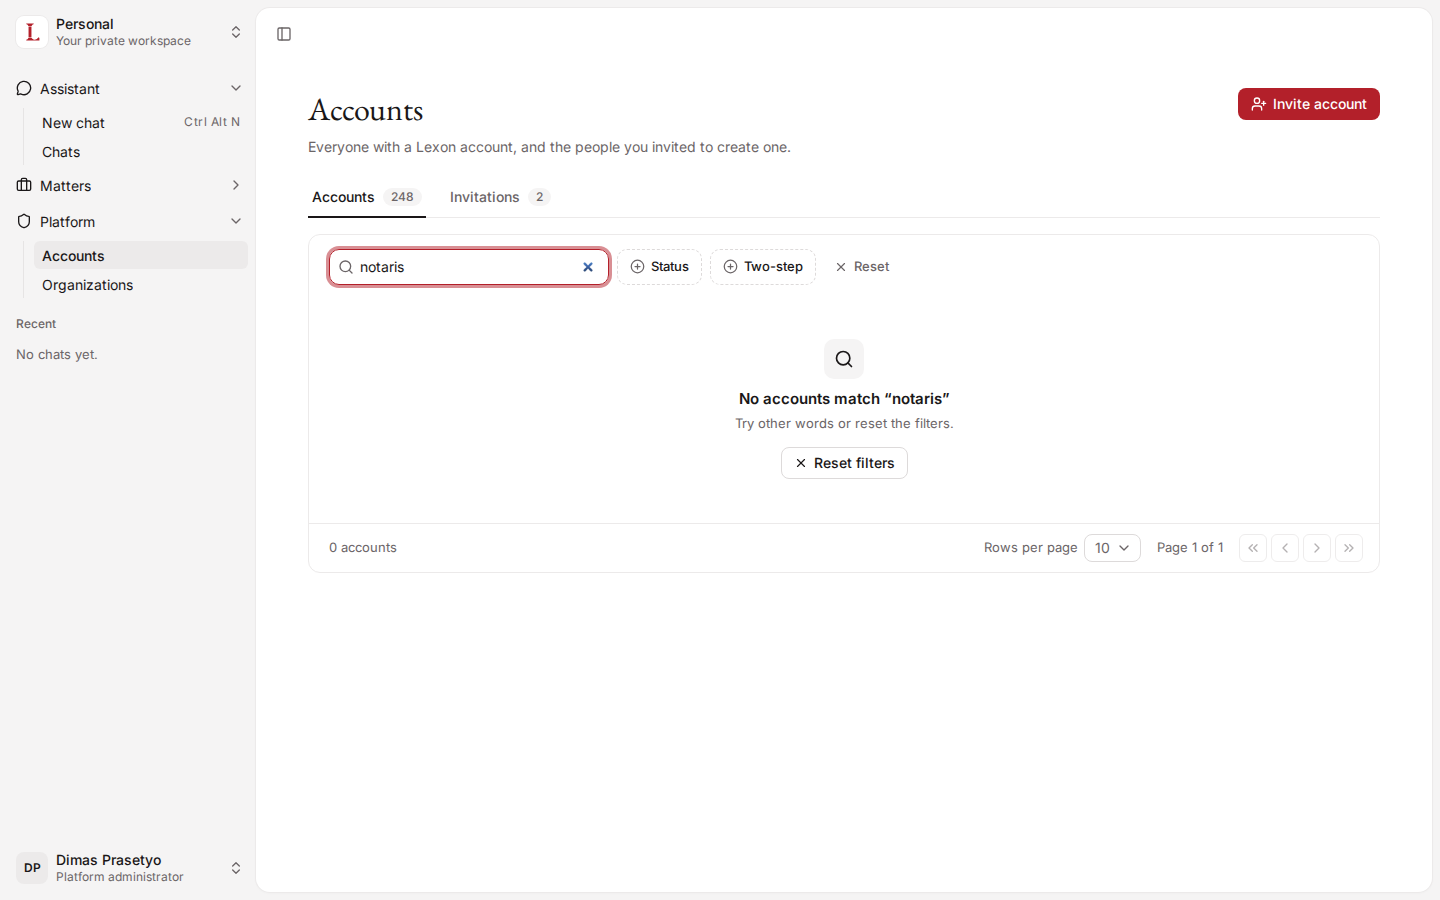 L
Personal
Your private workspace
Assistant
New chat
Ctrl Alt N
Chats
Matters
Platform
Accounts
Organizations
Recent
No chats yet.
DP
Dimas Prasetyo
Platform administrator
Accounts
Invite account
Everyone with a Lexon account, and the people you invited to create one.
Accounts 248
Invitations 2
notaris
Status
Two-step
Reset
No accounts match “notaris”
Try other words or reset the filters.
Reset filters
0 accounts
Rows per page 10
Page 1 of 1